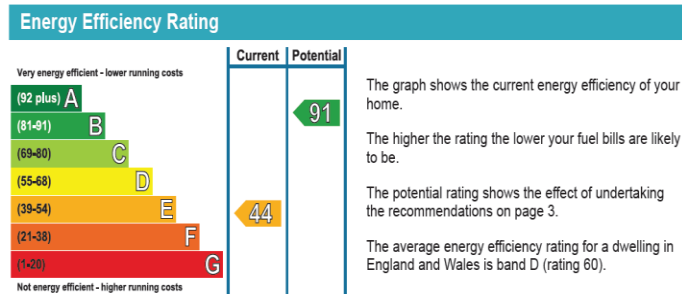 Energy Efficiency Rating
Current Potential
Very energy efficient - lower running costs
(92 plus) A
(81-91) B
91
(69-80) C
(55-68) D
(39-54) E
44
(21-38) F
(1-20) G
Not energy efficient - higher running costs
The graph shows the current energy efficiency of your
home.
The higher the rating the lower your fuel bills are likely
to be.
The potential rating shows the effect of undertaking
the recommendations on page 3.
The average energy efficiency rating for a dwelling in
England and Wales is band D (rating 60).